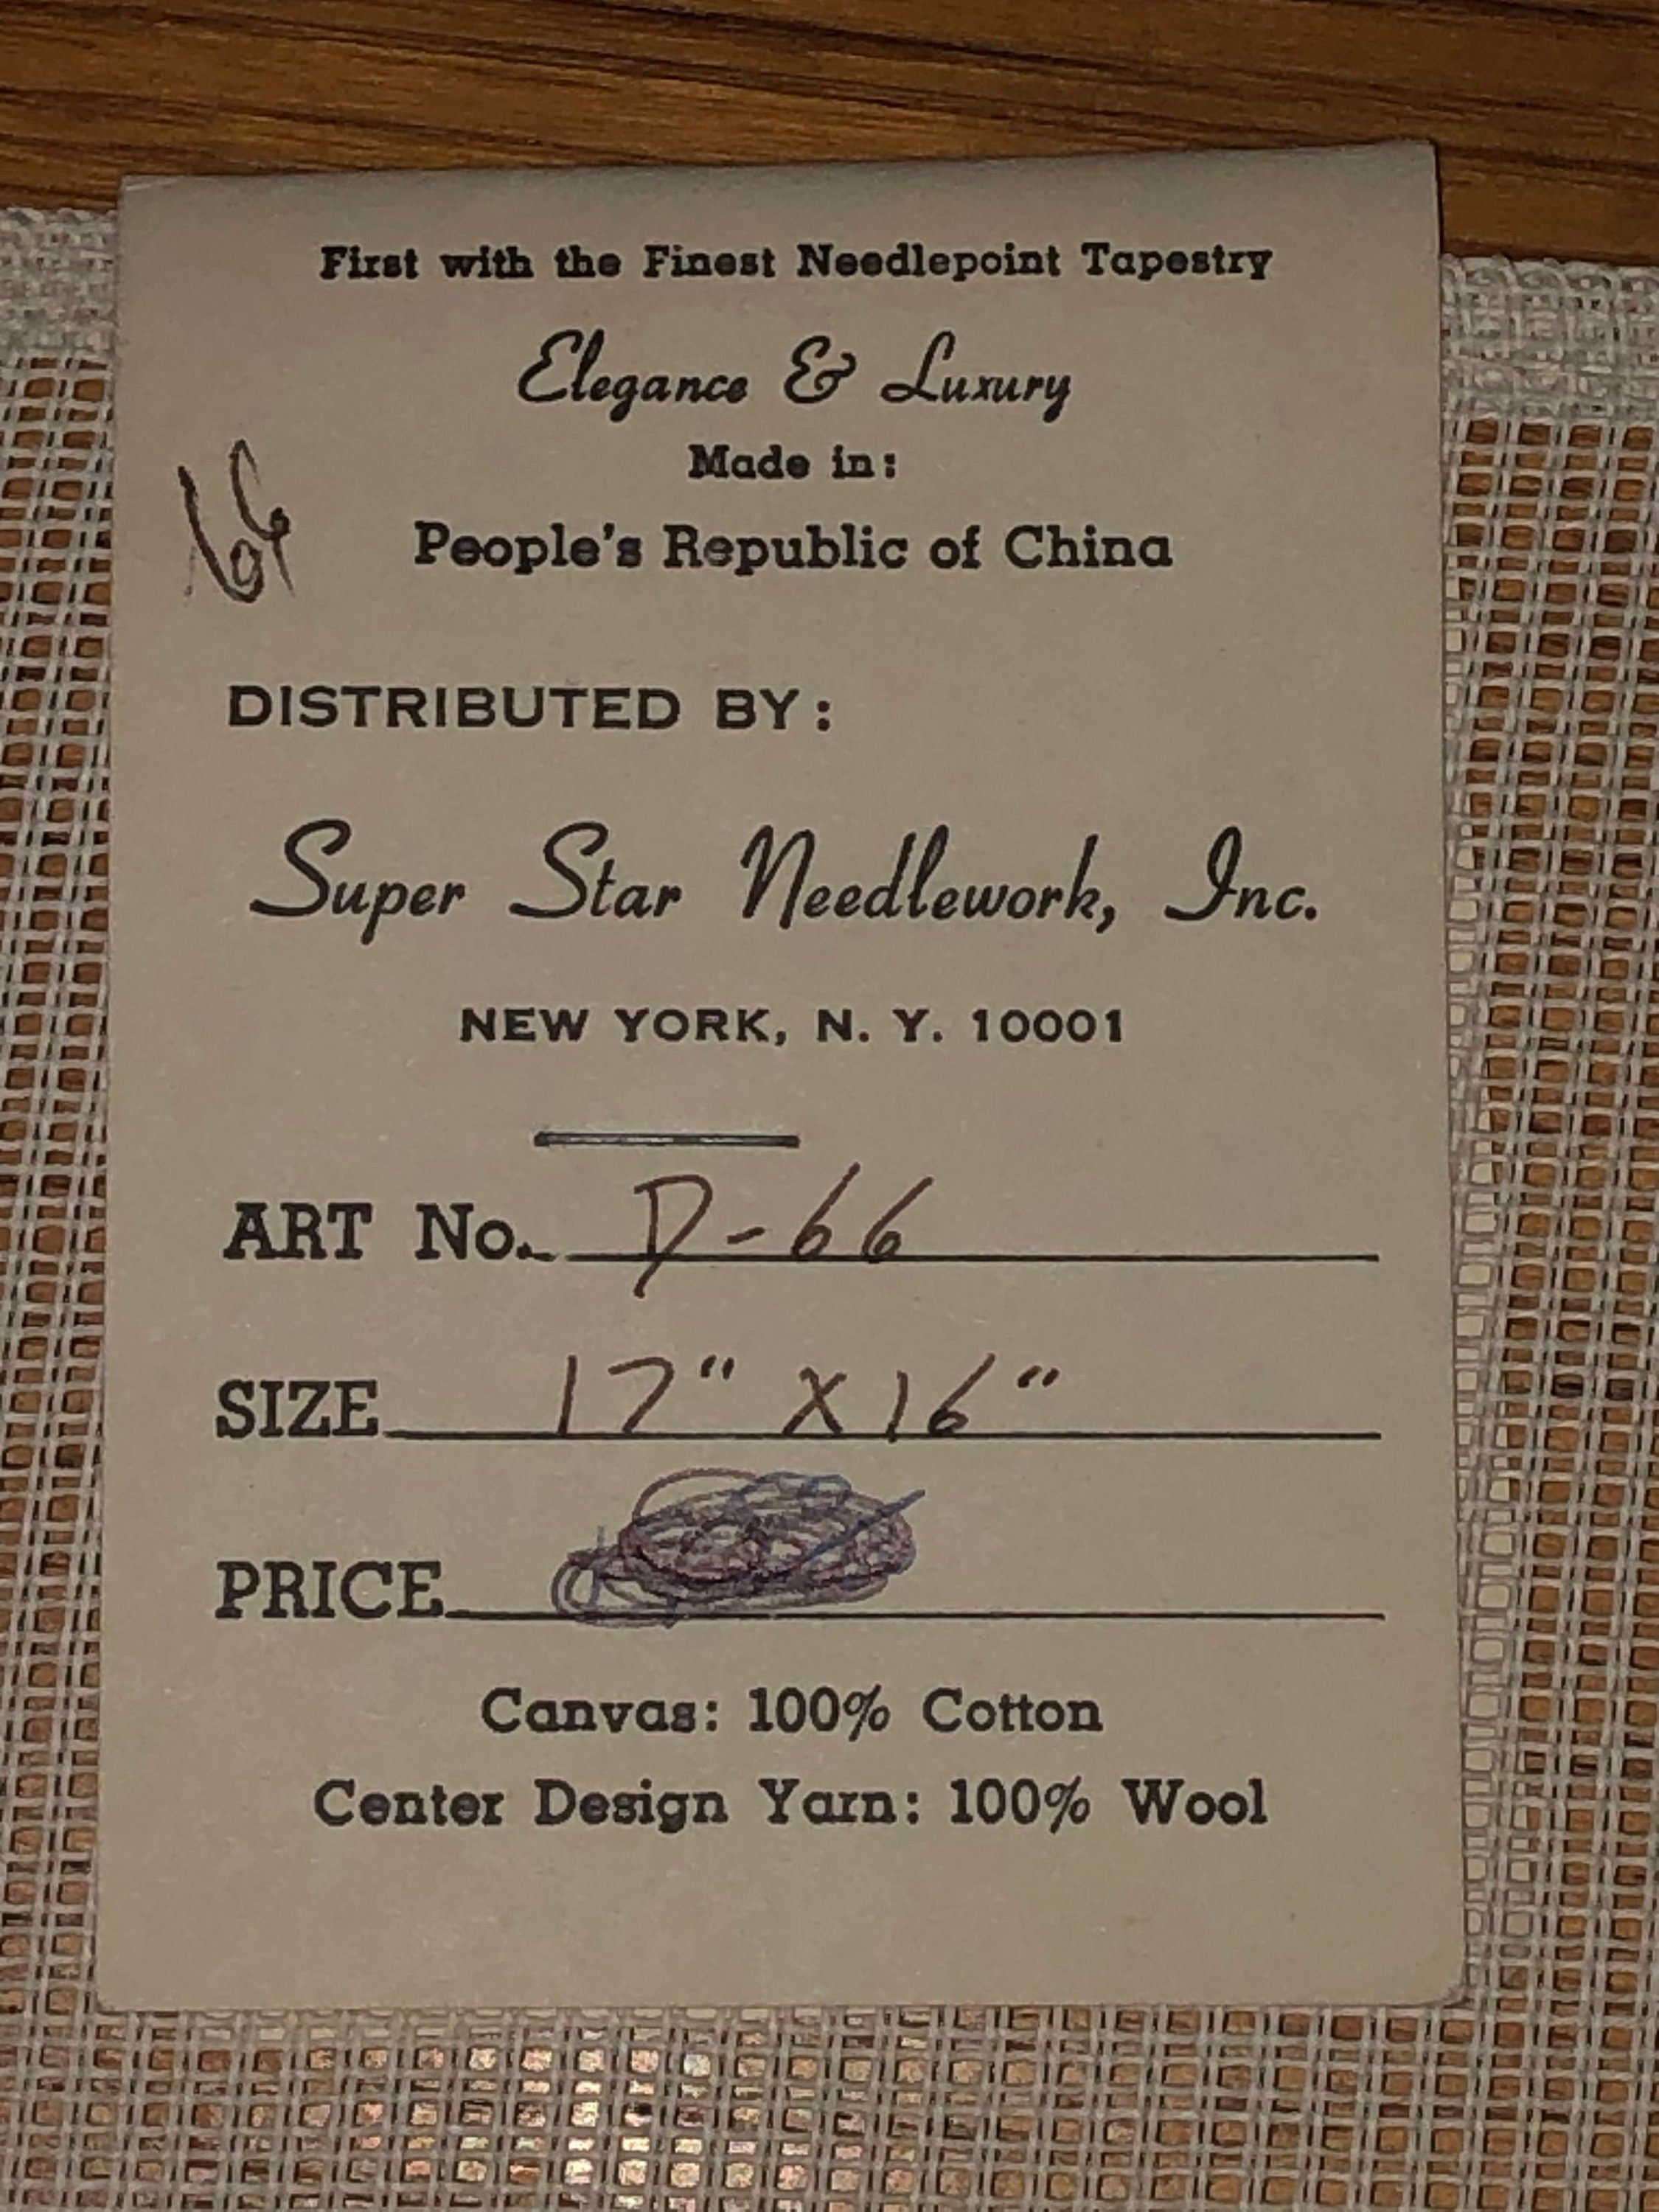 First with the Finest Needlepoint Tapestry
Elegance & Luxury
Made in:
People's Republic of China
66
DISTRIBUTED BY:
Super Star Needlework, Inc.
NEW YORK, N. Y. 10001
ART No. D-66
SIZE 17" X 16"
PRICE
Canvas: 100% Cotton
Center Design Yarn: 100% Wool